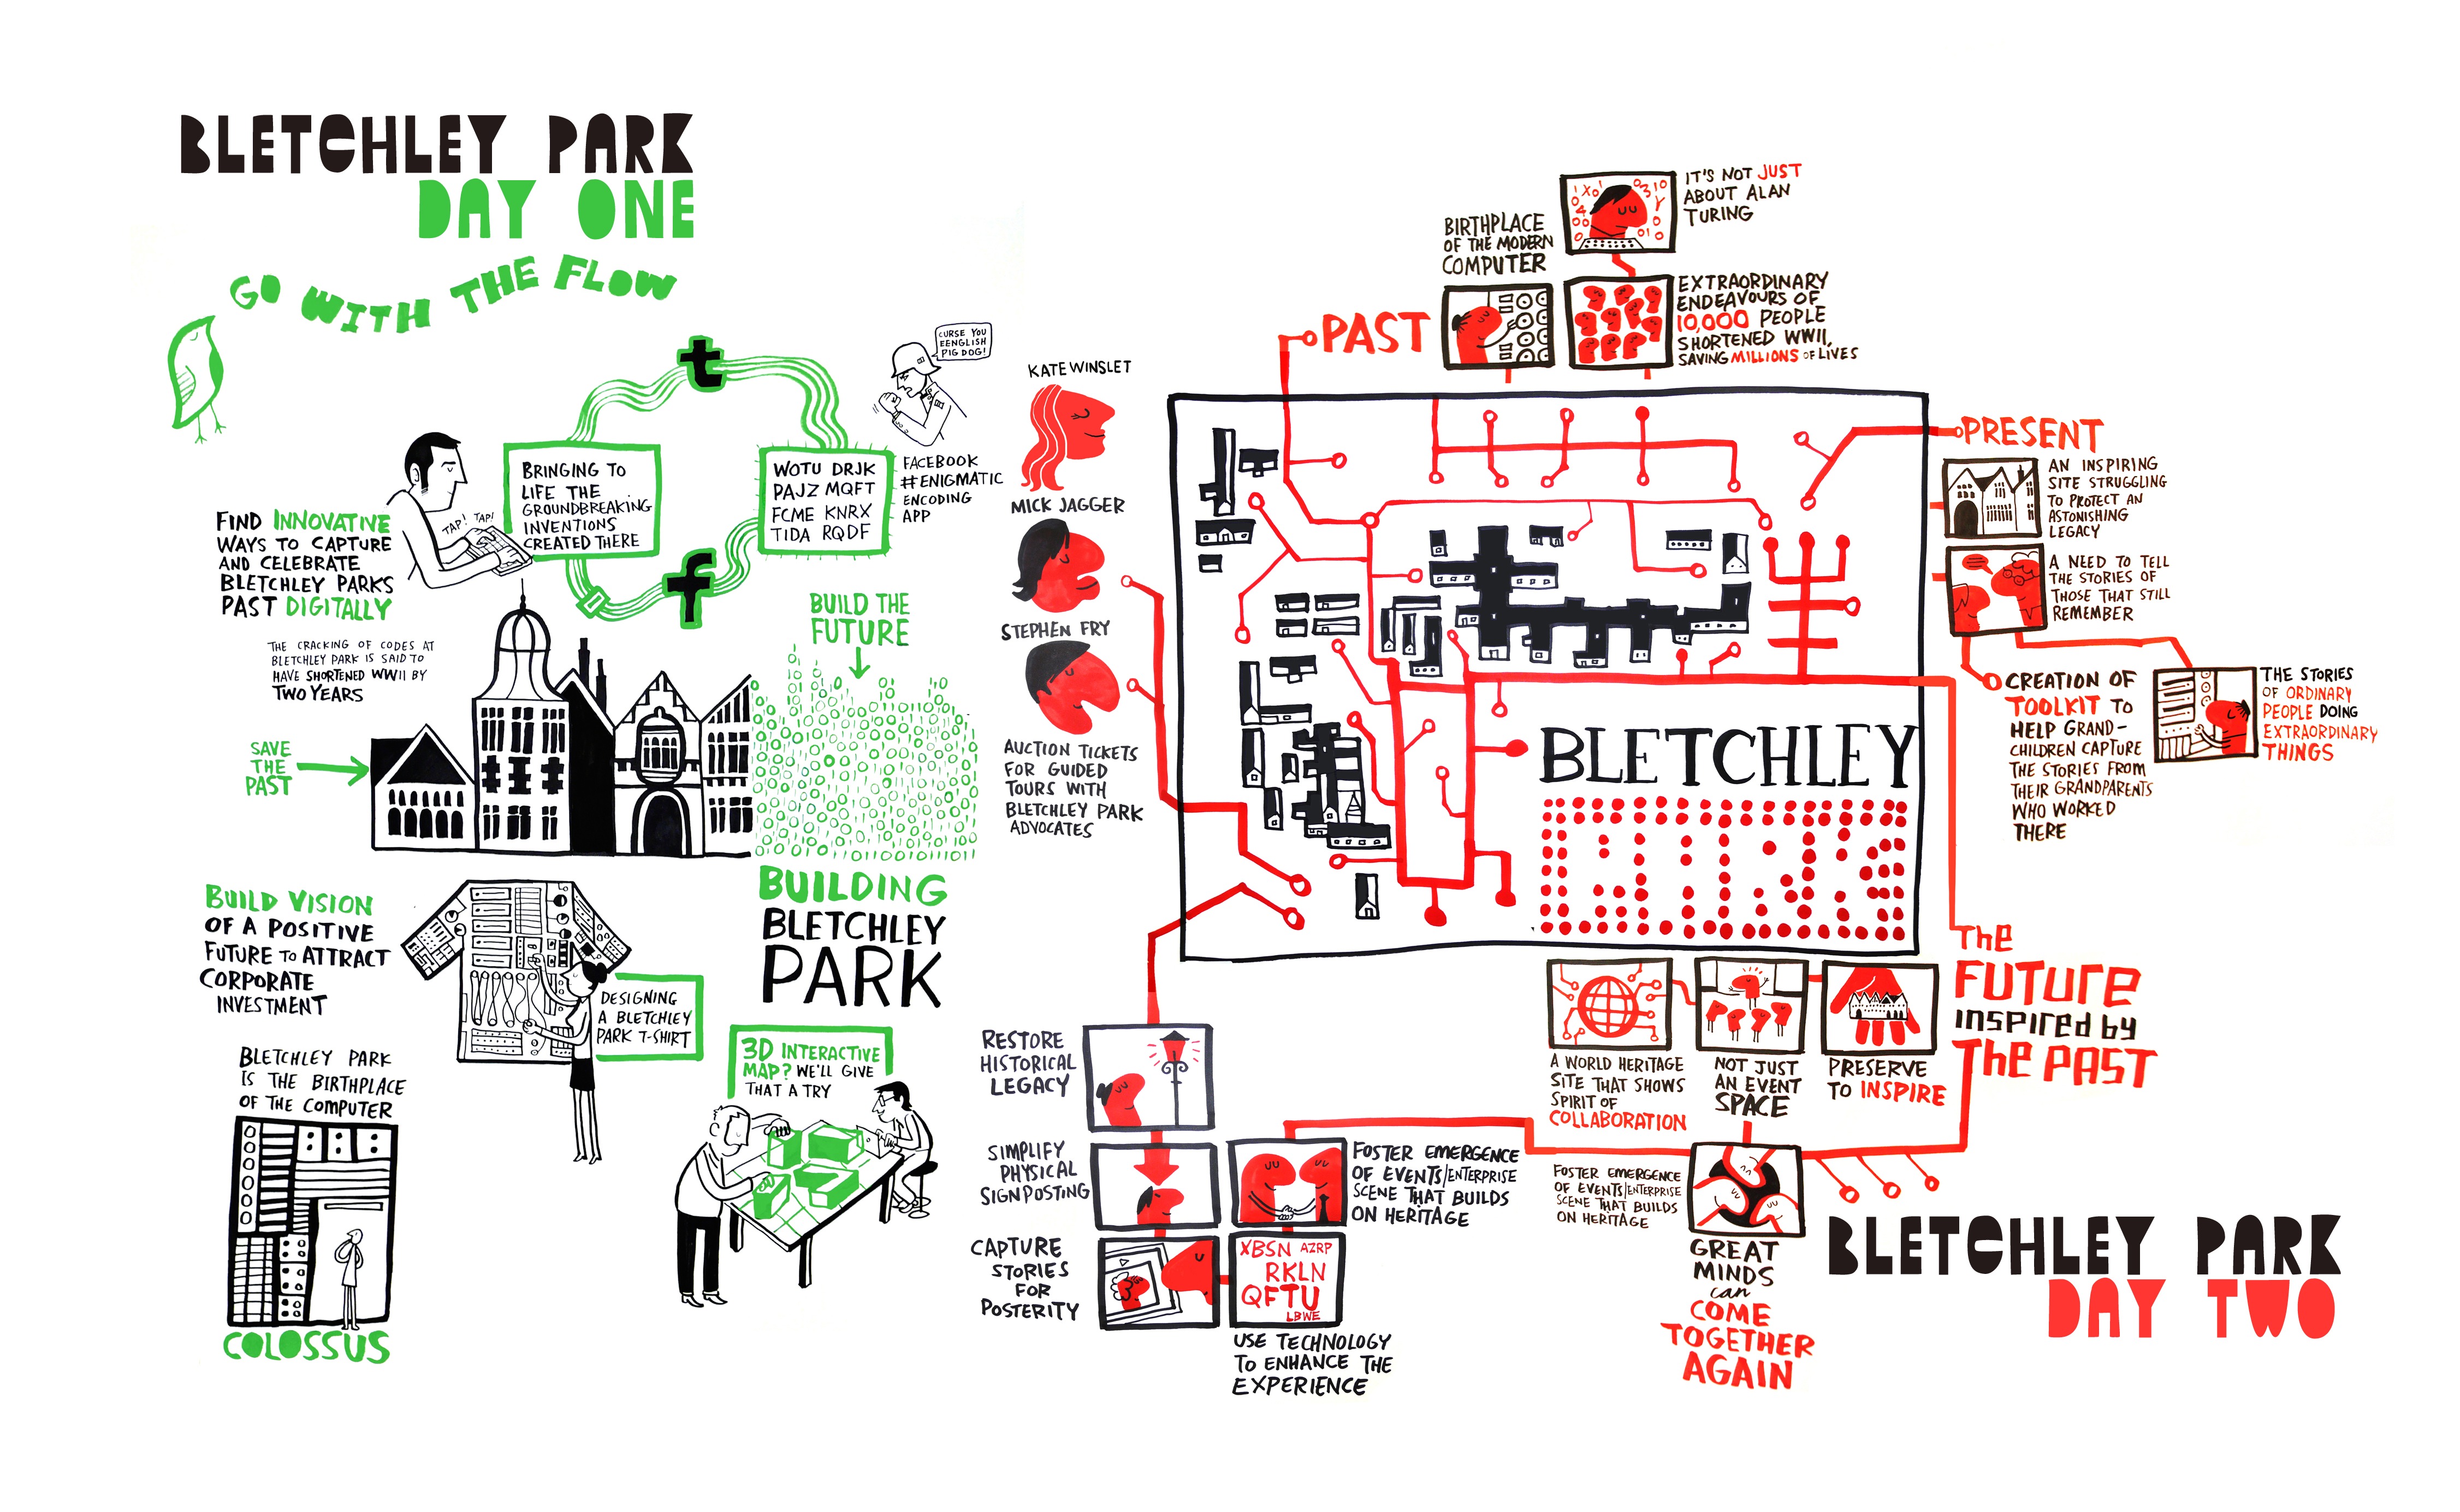 BLETCHLEY PARK
DAY ONE
GO WITH THE FLOW
t
CURSE YOU
EENGLISH
PIG DOG!
BRINGING TO
LIFE THE
GROUNDBREAKING
INVENTIONS
CREATED THERE
WOTU DRJK
PAJZ MQFT
FCME KNRX
TIDA RQDF
FACEBOOK
#ENIGMATIC
ENCODING
APP
f
TAP! TAP!
FIND INNOVATIVE
WAYS TO CAPTURE
AND CELEBRATE
BLETCHLEY PARKS
PAST DIGITALLY
THE CRACKING OF CODES AT
BLETCHLEY PARK IS SAID TO
HAVE SHORTENED WWII BY
TWO YEARS
SAVE
THE
PAST
BUILD THE
FUTURE
BUILDING
BLETCHLEY
PARK
BUILD VISION
OF A POSITIVE
FUTURE TO ATTRACT
CORPORATE
INVESTMENT
DESIGNING
A BLETCHLEY
PARK T-SHIRT
BLETCHLEY PARK
IS THE BIRTHPLACE
OF THE COMPUTER
COLOSSUS
3D INTERACTIVE
MAP? WE'LL GIVE
THAT A TRY
KATE WINSLET
MICK JAGGER
STEPHEN FRY
AUCTION TICKETS
FOR GUIDED
TOURS WITH
BLETCHLEY PARK
ADVOCATES
PAST
BIRTHPLACE
OF THE MODERN
COMPUTER
IT'S NOT JUST
ABOUT ALAN
TURING
EXTRAORDINARY
ENDEAVOURS OF
10,000 PEOPLE
SHORTENED WWII,
SAVING MILLIONS OF LIVES
PRESENT
AN INSPIRING
SITE STRUGGLING
TO PROTECT AN
ASTONISHING
LEGACY
A NEED TO TELL
THE STORIES OF
THOSE THAT STILL
REMEMBER
CREATION OF
TOOLKIT TO
HELP GRAND-
CHILDREN CAPTURE
THE STORIES FROM
THEIR GRANDPARENTS
WHO WORKED
THERE
THE STORIES
OF ORDINARY
PEOPLE DOING
EXTRAORDINARY
THINGS
BLETCHLEY
PARK
The
FUTURE
inspired by
The PAST
A WORLD HERITAGE
SITE THAT SHOWS
SPIRIT OF
COLLABORATION
NOT JUST
AN EVENT
SPACE
PRESERVE
TO INSPIRE
FOSTER EMERGENCE
OF EVENTS/ENTERPRISE
SCENE THAT BUILDS
ON HERITAGE
GREAT
MINDS
can
COME
TOGETHER
AGAIN
RESTORE
HISTORICAL
LEGACY
SIMPLIFY
PHYSICAL
SIGNPOSTING
CAPTURE
STORIES
FOR
POSTERITY
FOSTER EMERGENCE
OF EVENTS/ENTERPRISE
SCENE THAT BUILDS
ON HERITAGE
XBSN AZRP
RKLN
QFTU
LBWE
USE TECHNOLOGY
TO ENHANCE THE
EXPERIENCE
BLETCHLEY PARK
DAY TWO